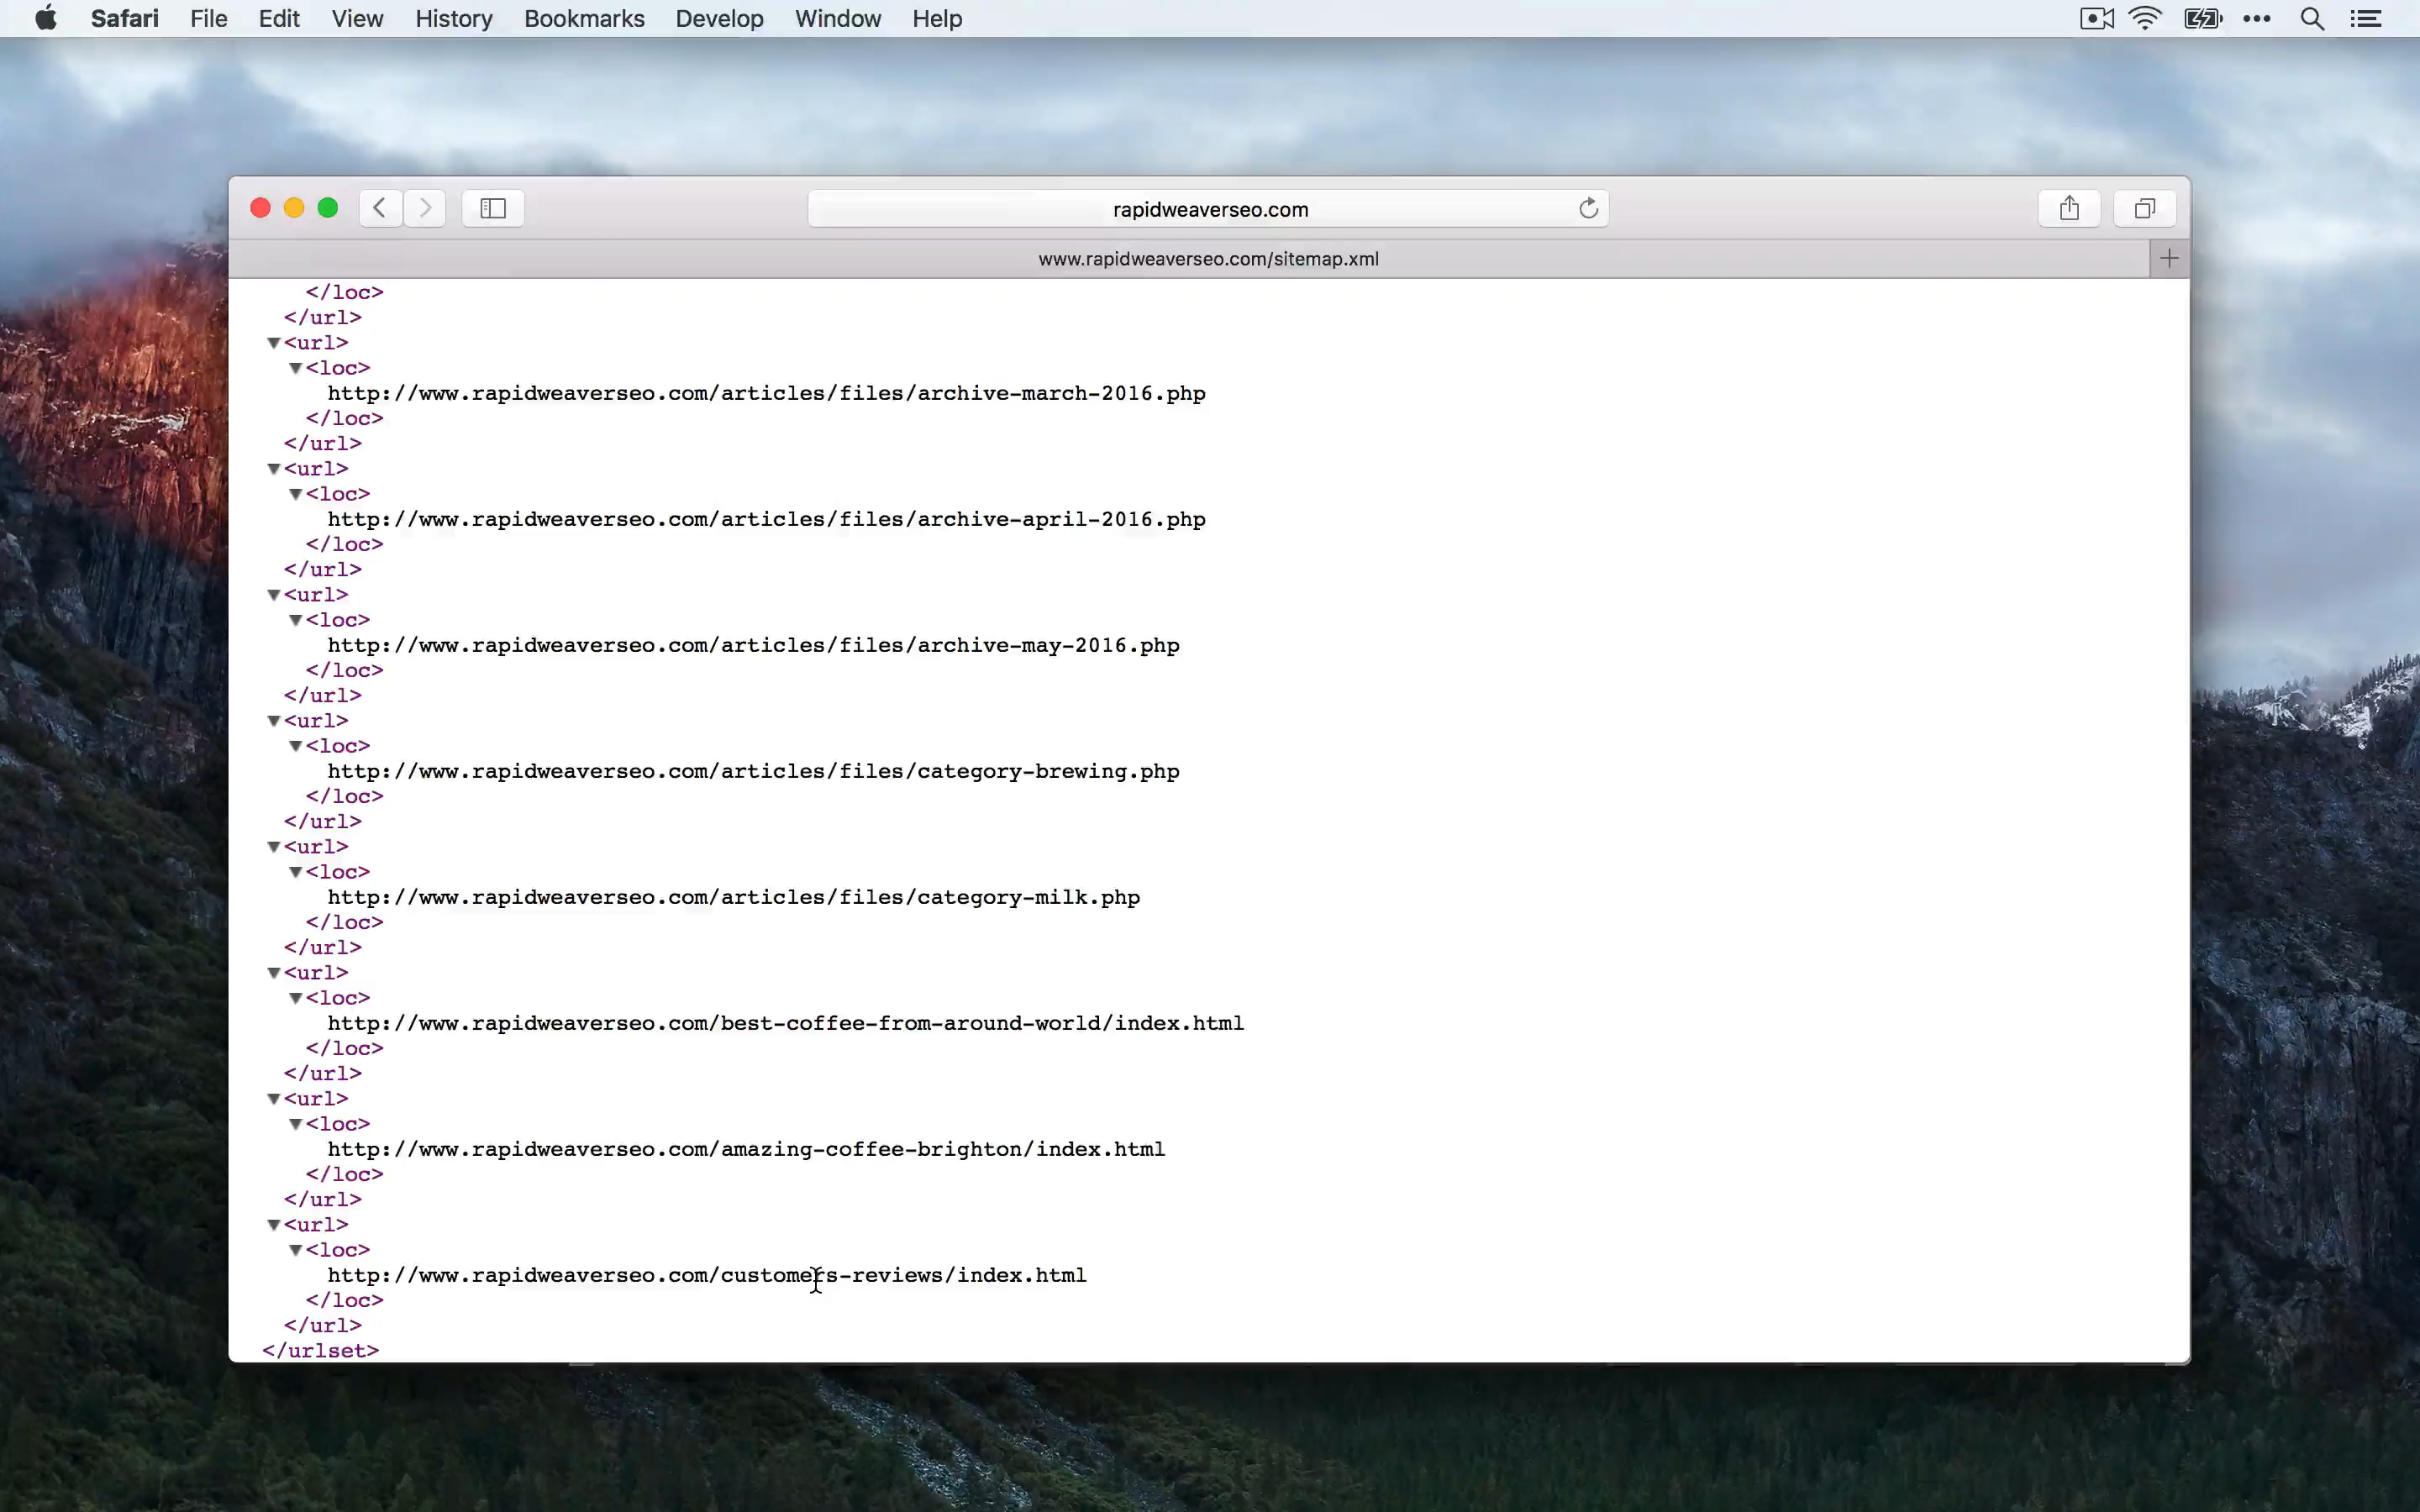 Safari File Edit View History Bookmarks Develop Window Help
rapidweaverseo.com
www.rapidweaverseo.com/sitemap.xml
</loc>
</url>
<url>
<loc>
http://www.rapidweaverseo.com/articles/files/archive-march-2016.php
</loc>
</url>
<url>
<loc>
http://www.rapidweaverseo.com/articles/files/archive-april-2016.php
</loc>
</url>
<url>
<loc>
http://www.rapidweaverseo.com/articles/files/archive-may-2016.php
</loc>
</url>
<url>
<loc>
http://www.rapidweaverseo.com/articles/files/category-brewing.php
</loc>
</url>
<url>
<loc>
http://www.rapidweaverseo.com/articles/files/category-milk.php
</loc>
</url>
<url>
<loc>
http://www.rapidweaverseo.com/best-coffee-from-around-world/index.html
</loc>
</url>
<url>
<loc>
http://www.rapidweaverseo.com/amazing-coffee-brighton/index.html
</loc>
</url>
<url>
<loc>
http://www.rapidweaverseo.com/customers-reviews/index.html
</loc>
</url>
</urlset>